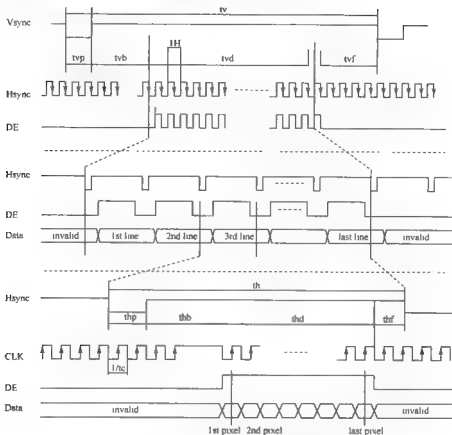 tv
Vsync
1H
tvp tvb tvd tvf
Hsync
DE
Hsync
DE
Data invalid 1st line 2nd line 3rd line last line invalid
th
Hsync
thp thb thd thf
CLK
1/tc
DE
Data invalid invalid
1st pixel 2nd pixel last pixel